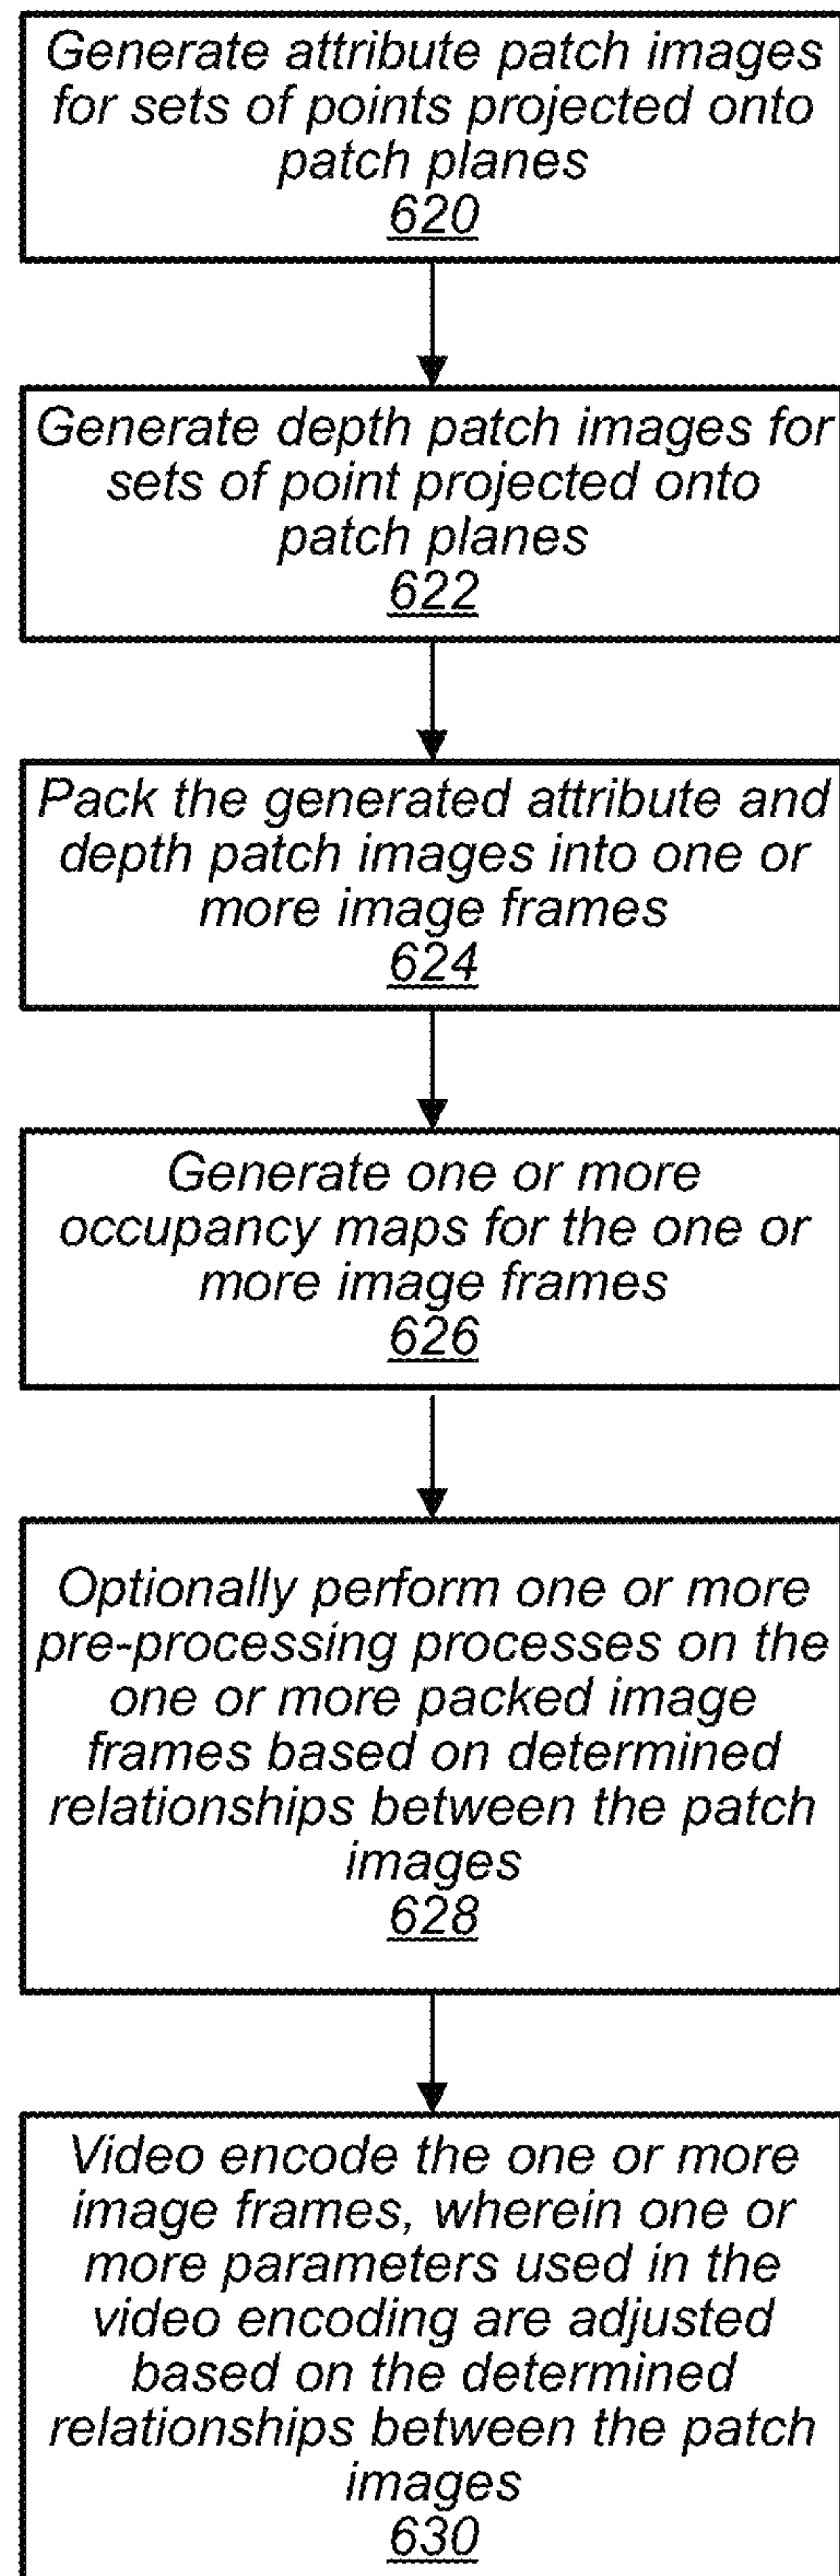 Generate attribute patch images
for sets of points projected onto
patch planes
620
Generate depth patch images for
sets of point projected onto
patch planes
622
Pack the generated attribute and
depth patch images into one or
more image frames
624
Generate one or more
occupancy maps for the one or
more image frames
626
Optionally perform one or more
pre-processing processes on the
one or more packed image
frames based on determined
relationships between the patch
images
628
Video encode the one or more
image frames, wherein one or
more parameters used in the
video encoding are adjusted
based on the determined
relationships between the patch
images
630